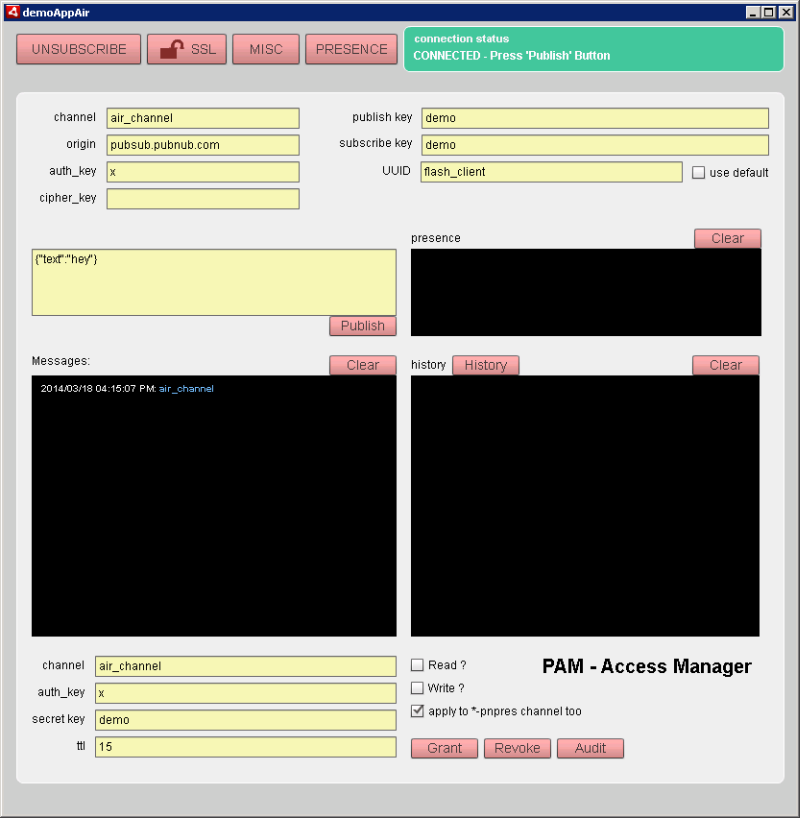 demoAppAir
UNSUBSCRIBE SSL MISC PRESENCE
connection status
CONNECTED - Press 'Publish' Button
channel air_channel publish key demo
origin pubsub.pubnub.com subscribe key demo
auth_key x UUID flash_client use default
cipher_key
presence Clear
{"text":"hey"}
Publish
Messages: Clear history History Clear
2014/03/18 04:15:07 PM: air_channel
channel air_channel Read ? PAM - Access Manager
auth_key x Write ?
secret key demo apply to *-pnpres channel too
ttl 15 Grant Revoke Audit